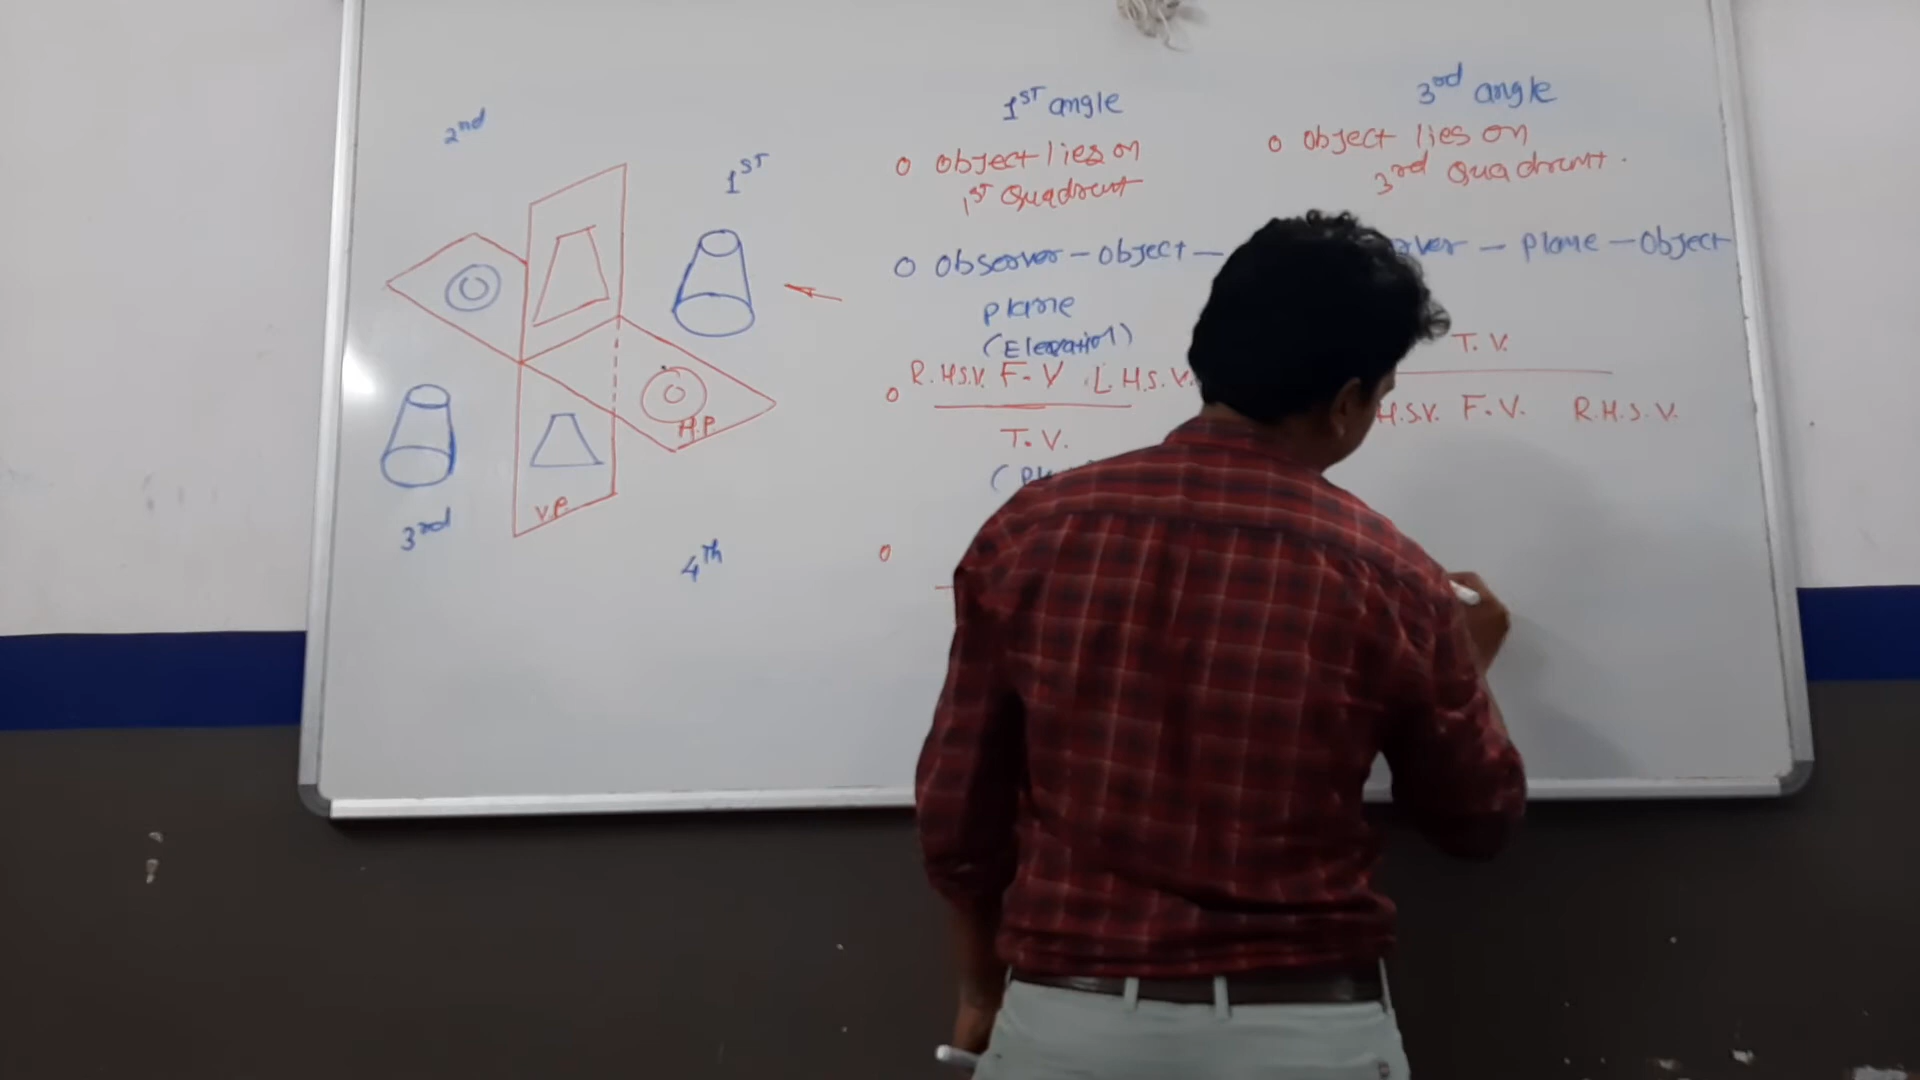 2nd
1ST
3rd
4Th
H.P.
V.P.
1ST angle
o Object lies on
1ST Quadrant
o Observer - Object -
plane
(Elevation)
o R.H.S.V. F.V L.H.S.V.
T.V.
o
3rd angle
o Object lies on
3rd Quadrant.
- Plane - Object
T.V.
H.S.V. F.V. R.H.S.V.